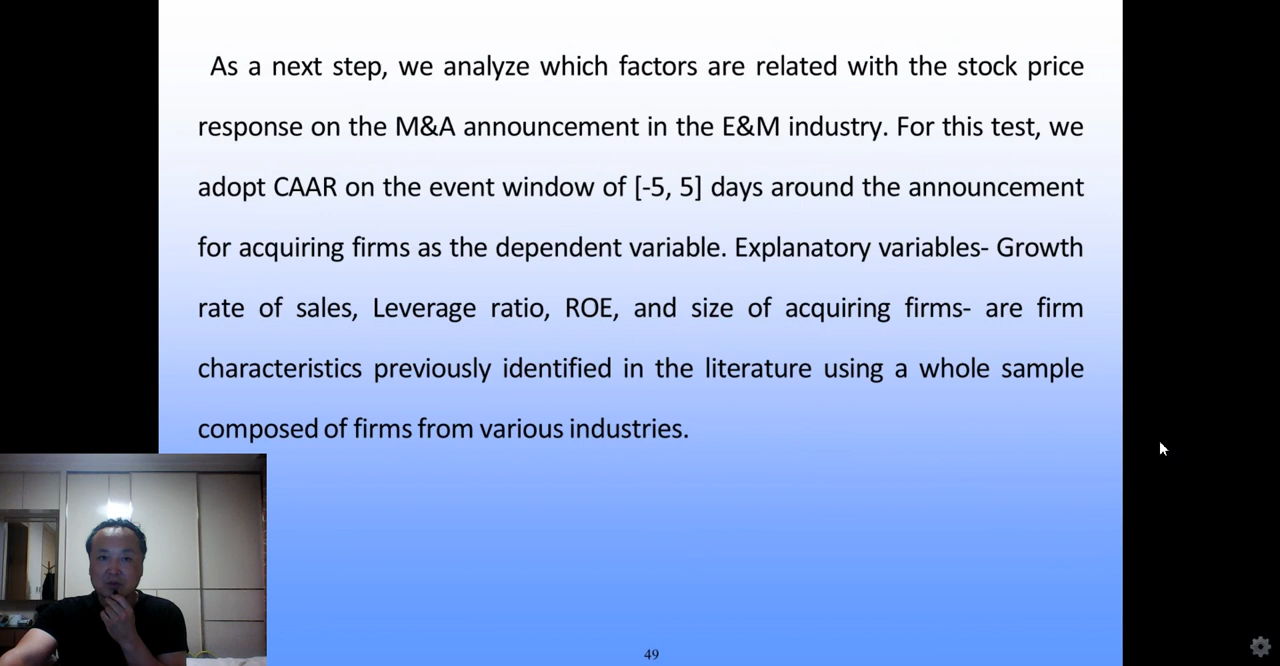 As a next step, we analyze which factors are related with the stock price
response on the M&A announcement in the E&M industry. For this test, we
adopt CAAR on the event window of [-5, 5] days around the announcement
for acquiring firms as the dependent variable. Explanatory variables- Growth
rate of sales, Leverage ratio, ROE, and size of acquiring firms- are firm
characteristics previously identified in the literature using a whole sample
composed of firms from various industries.
49